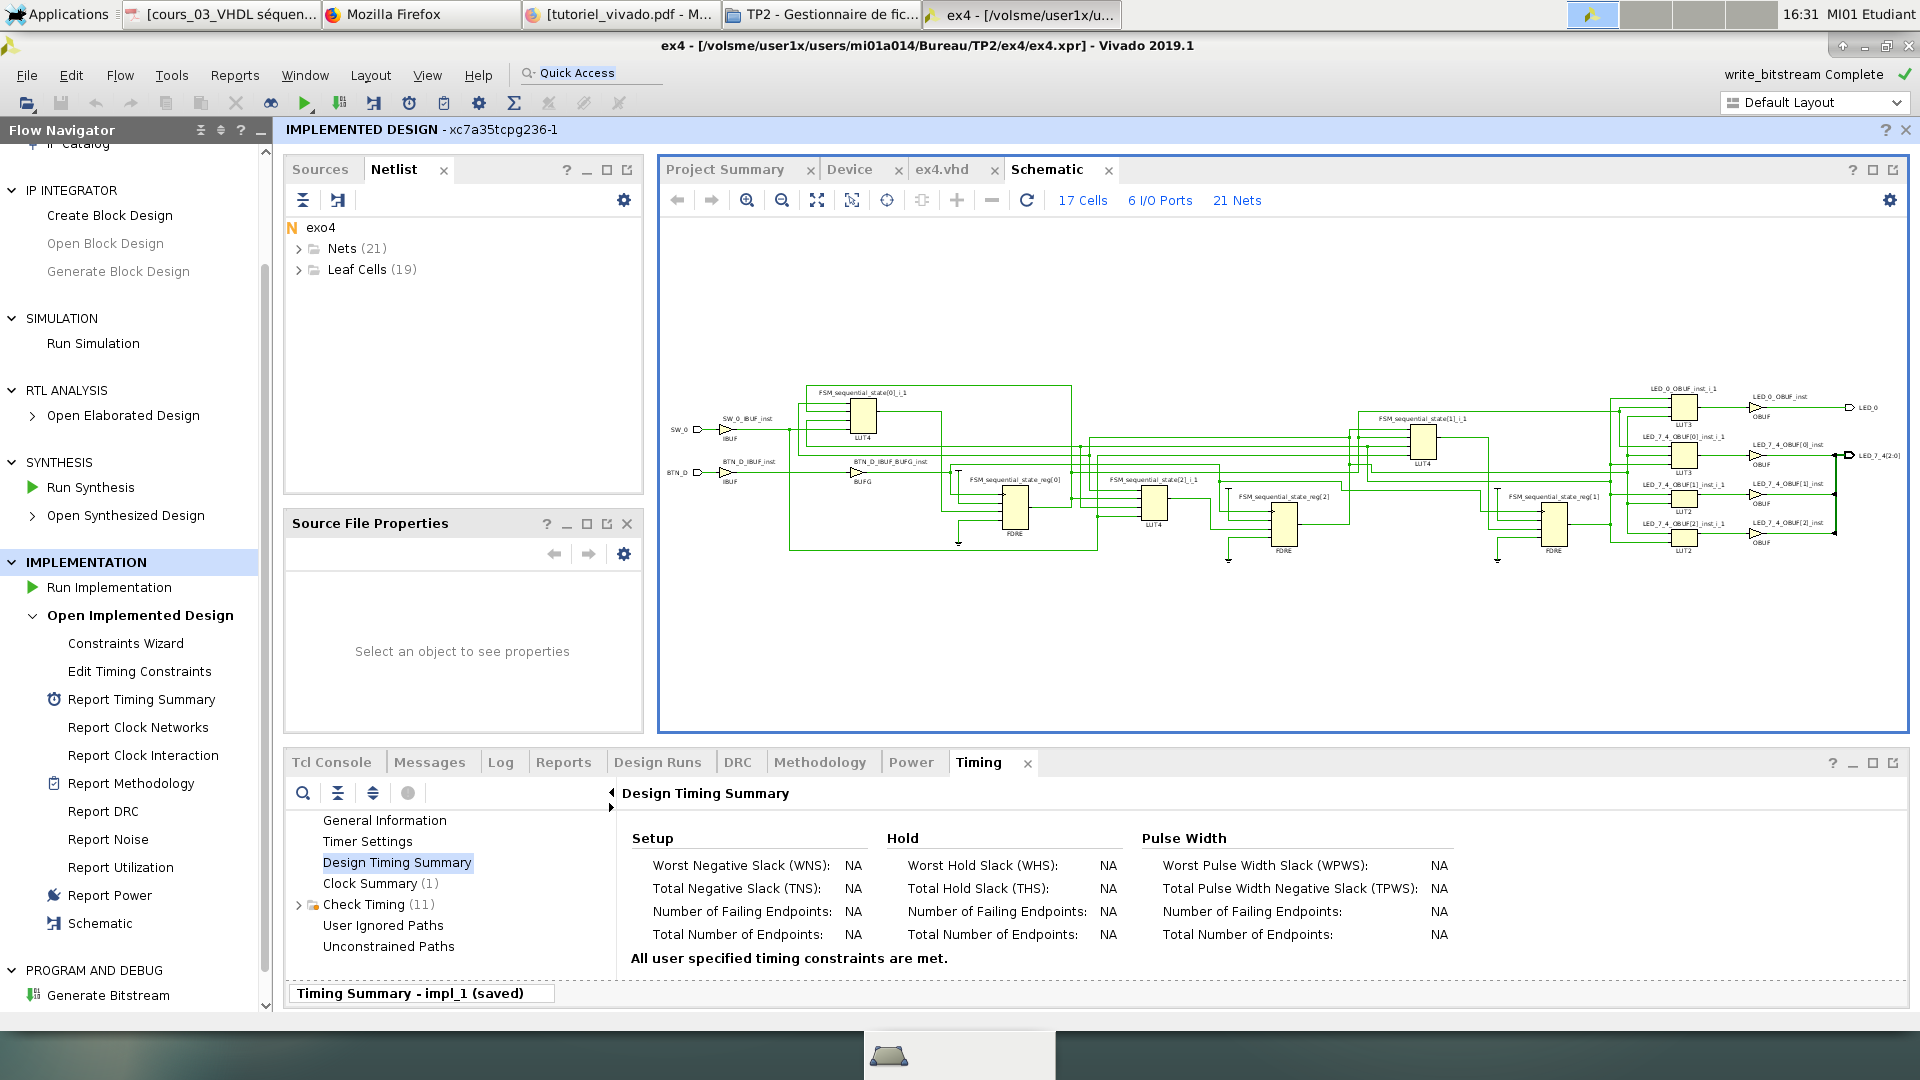 Applications
[cours_03_VHDL séquen...
Mozilla Firefox
[tutoriel_vivado.pdf - M...
TP2 - Gestionnaire de fic...
ex4 - [/volsme/user1x/u...
16:31 MI01 Etudiant
ex4 - [/volsme/user1x/users/mi01a014/Bureau/TP2/ex4/ex4.xpr] - Vivado 2019.1
File Edit Flow Tools Reports Window Layout View Help
Quick Access
write_bitstream Complete
Default Layout
Flow Navigator
IP Catalog
IP INTEGRATOR
Create Block Design
Open Block Design
Generate Block Design
SIMULATION
Run Simulation
RTL ANALYSIS
Open Elaborated Design
SYNTHESIS
Run Synthesis
Open Synthesized Design
IMPLEMENTATION
Run Implementation
Open Implemented Design
Constraints Wizard
Edit Timing Constraints
Report Timing Summary
Report Clock Networks
Report Clock Interaction
Report Methodology
Report DRC
Report Noise
Report Utilization
Report Power
Schematic
PROGRAM AND DEBUG
Generate Bitstream
IMPLEMENTED DESIGN - xc7a35tcpg236-1
Sources Netlist
exo4
Nets (21)
Leaf Cells (19)
Source File Properties
Select an object to see properties
Project Summary Device ex4.vhd Schematic
17 Cells 6 I/O Ports 21 Nets
SW_0
SW_0_IBUF_inst
IBUF
BTN_D
BTN_D_IBUF_inst
IBUF
FSM_sequential_state[0]_i_1
LUT4
BTN_D_IBUF_BUFG_inst
BUFG
FSM_sequential_state_reg[0]
FDRE
FSM_sequential_state[2]_i_1
LUT4
FSM_sequential_state_reg[2]
FDRE
FSM_sequential_state[1]_i_1
LUT4
FSM_sequential_state_reg[1]
FDRE
LED_0_OBUF_inst_i_1
LUT3
LED_0_OBUF_inst
OBUF
LED_0
LED_7_4_OBUF[0]_inst_i_1
LUT3
LED_7_4_OBUF[0]_inst
OBUF
LED_7_4[2:0]
LED_7_4_OBUF[1]_inst_i_1
LUT2
LED_7_4_OBUF[1]_inst
OBUF
LED_7_4_OBUF[2]_inst_i_1
LUT2
LED_7_4_OBUF[2]_inst
OBUF
Tcl Console Messages Log Reports Design Runs DRC Methodology Power Timing
General Information
Timer Settings
Design Timing Summary
Clock Summary (1)
Check Timing (11)
User Ignored Paths
Unconstrained Paths
Design Timing Summary
Setup
Worst Negative Slack (WNS): NA
Total Negative Slack (TNS): NA
Number of Failing Endpoints: NA
Total Number of Endpoints: NA
Hold
Worst Hold Slack (WHS): NA
Total Hold Slack (THS): NA
Number of Failing Endpoints: NA
Total Number of Endpoints: NA
Pulse Width
Worst Pulse Width Slack (WPWS): NA
Total Pulse Width Negative Slack (TPWS): NA
Number of Failing Endpoints: NA
Total Number of Endpoints: NA
All user specified timing constraints are met.
Timing Summary - impl_1 (saved)